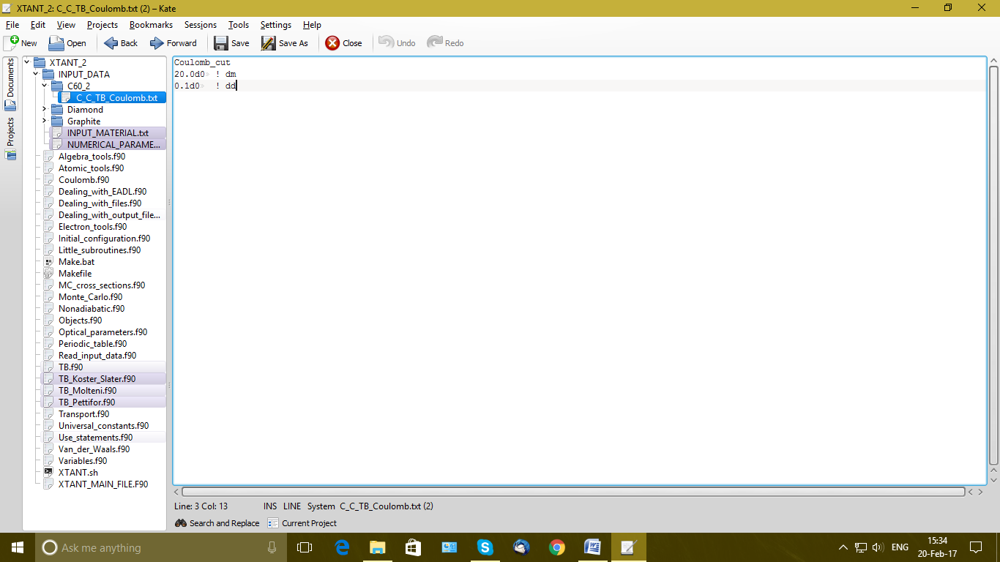 XTANT_2: C_C_TB_Coulomb.txt (2) – Kate
File Edit View Projects Bookmarks Sessions Tools Settings Help
New Open Back Forward Save Save As Close Undo Redo
Documents
Projects
XTANT_2
INPUT_DATA
C60_2
C_C_TB_Coulomb.txt
Diamond
Graphite
INPUT_MATERIAL.txt
NUMERICAL_PARAME...
Algebra_tools.f90
Atomic_tools.f90
Coulomb.f90
Dealing_with_EADL.f90
Dealing_with_files.f90
Dealing_with_output_file...
Electron_tools.f90
Initial_configuration.f90
Little_subroutines.f90
Make.bat
Makefile
MC_cross_sections.f90
Monte_Carlo.f90
Nonadiabatic.f90
Objects.f90
Optical_parameters.f90
Periodic_table.f90
Read_input_data.f90
TB.f90
TB_Koster_Slater.f90
TB_Molteni.f90
TB_Pettifor.f90
Transport.f90
Universal_constants.f90
Use_statements.f90
Van_der_Waals.f90
Variables.f90
XTANT.sh
XTANT_MAIN_FILE.F90
Coulomb_cut
20.0d0 ! dm
0.1d0 ! dd
Line: 3 Col: 13 INS LINE System C_C_TB_Coulomb.txt (2)
Search and Replace Current Project
Ask me anything
ENG
15:34
20-Feb-17